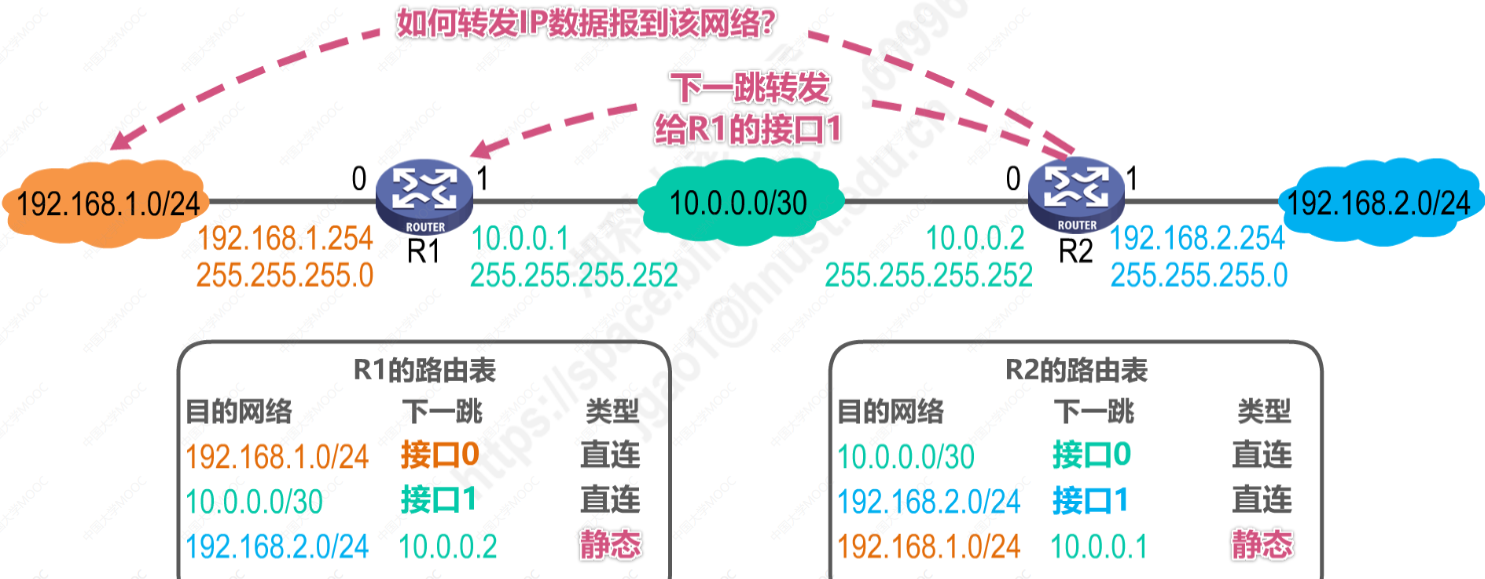 如何转发IP数据报到该网络?
下一跳转发
给R1的接口1
192.168.1.0/24
0
ROUTER
R1
1
10.0.0.0/30
0
ROUTER
R2
1
192.168.2.0/24
192.168.1.254
255.255.255.0
10.0.0.1
255.255.255.252
10.0.0.2
255.255.255.252
192.168.2.254
255.255.255.0
R1的路由表
目的网络 下一跳 类型
192.168.1.0/24 接口0 直连
10.0.0.0/30 接口1 直连
192.168.2.0/24 10.0.0.2 静态
R2的路由表
目的网络 下一跳 类型
10.0.0.0/30 接口0 直连
192.168.2.0/24 接口1 直连
192.168.1.0/24 10.0.0.1 静态
中国大学MOOC